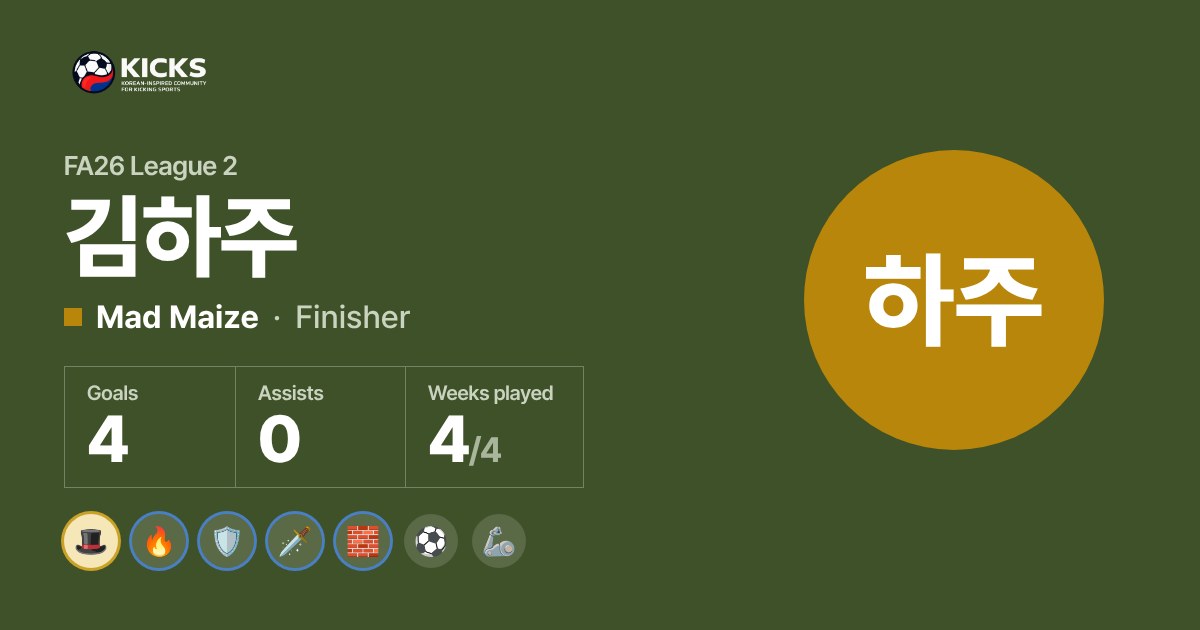 KICKS
KOREAN-INSPIRED COMMUNITY
FOR KICKING SPORTS
FA26 League 2
김하주
Mad Maize · Finisher
Goals
4
Assists
0
Weeks played
4/4
하주